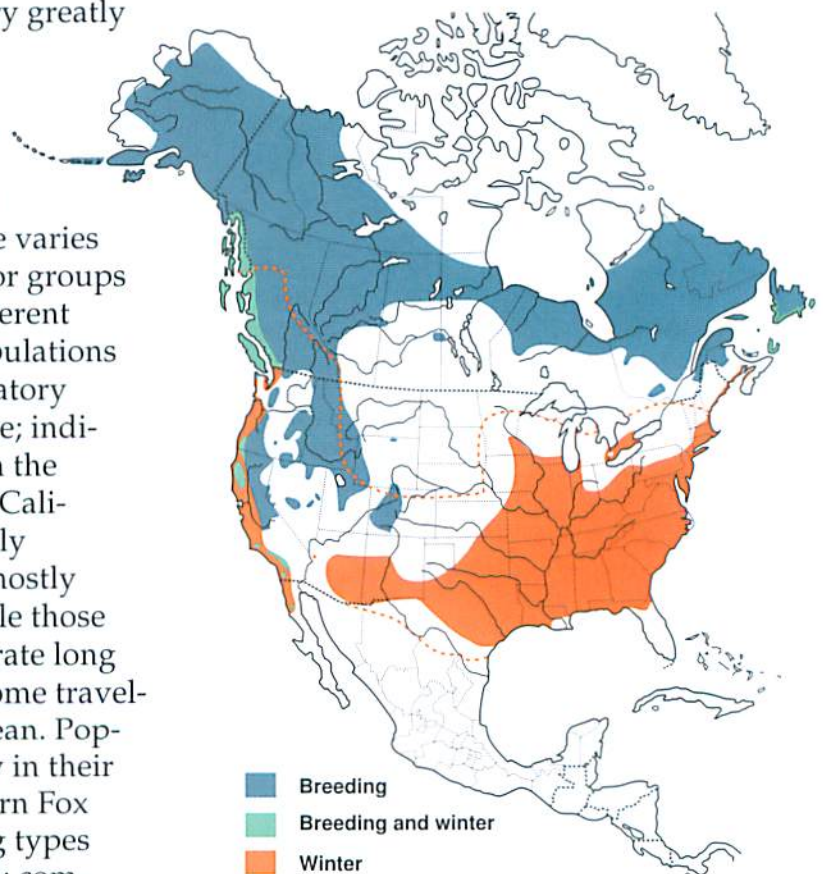 ry greatly
e varies
or groups
erent
pulations
atory
e; indi-
n the
Cali-
ly
nostly
le those
rate long
ome travel-
ean. Pop-
y in their
rn Fox
g types
Breeding
Breeding and winter
Winter